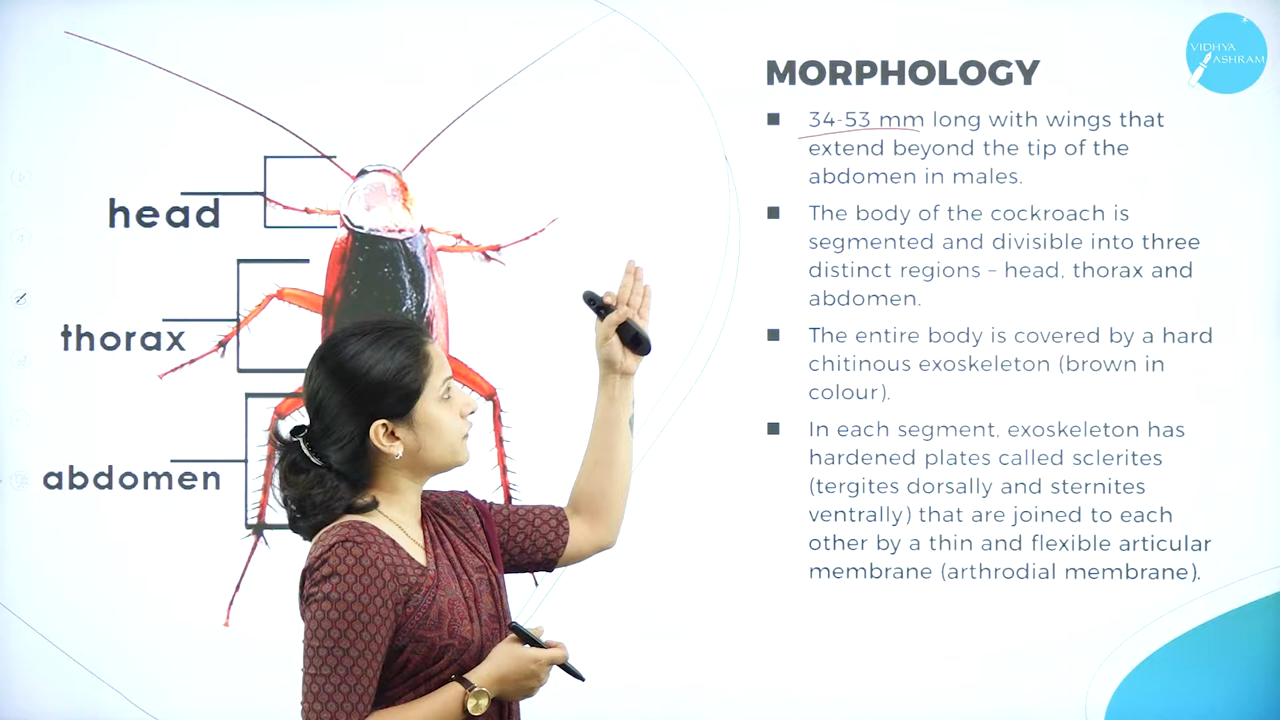 VIDHYA
ASHRAM
MORPHOLOGY
34-53 mm long with wings that
extend beyond the tip of the
abdomen in males.
The body of the cockroach is
segmented and divisible into three
distinct regions – head, thorax and
abdomen.
The entire body is covered by a hard
chitinous exoskeleton (brown in
colour).
In each segment, exoskeleton has
hardened plates called sclerites
(tergites dorsally and sternites
ventrally) that are joined to each
other by a thin and flexible articular
membrane (arthrodial membrane).
head
thorax
abdomen